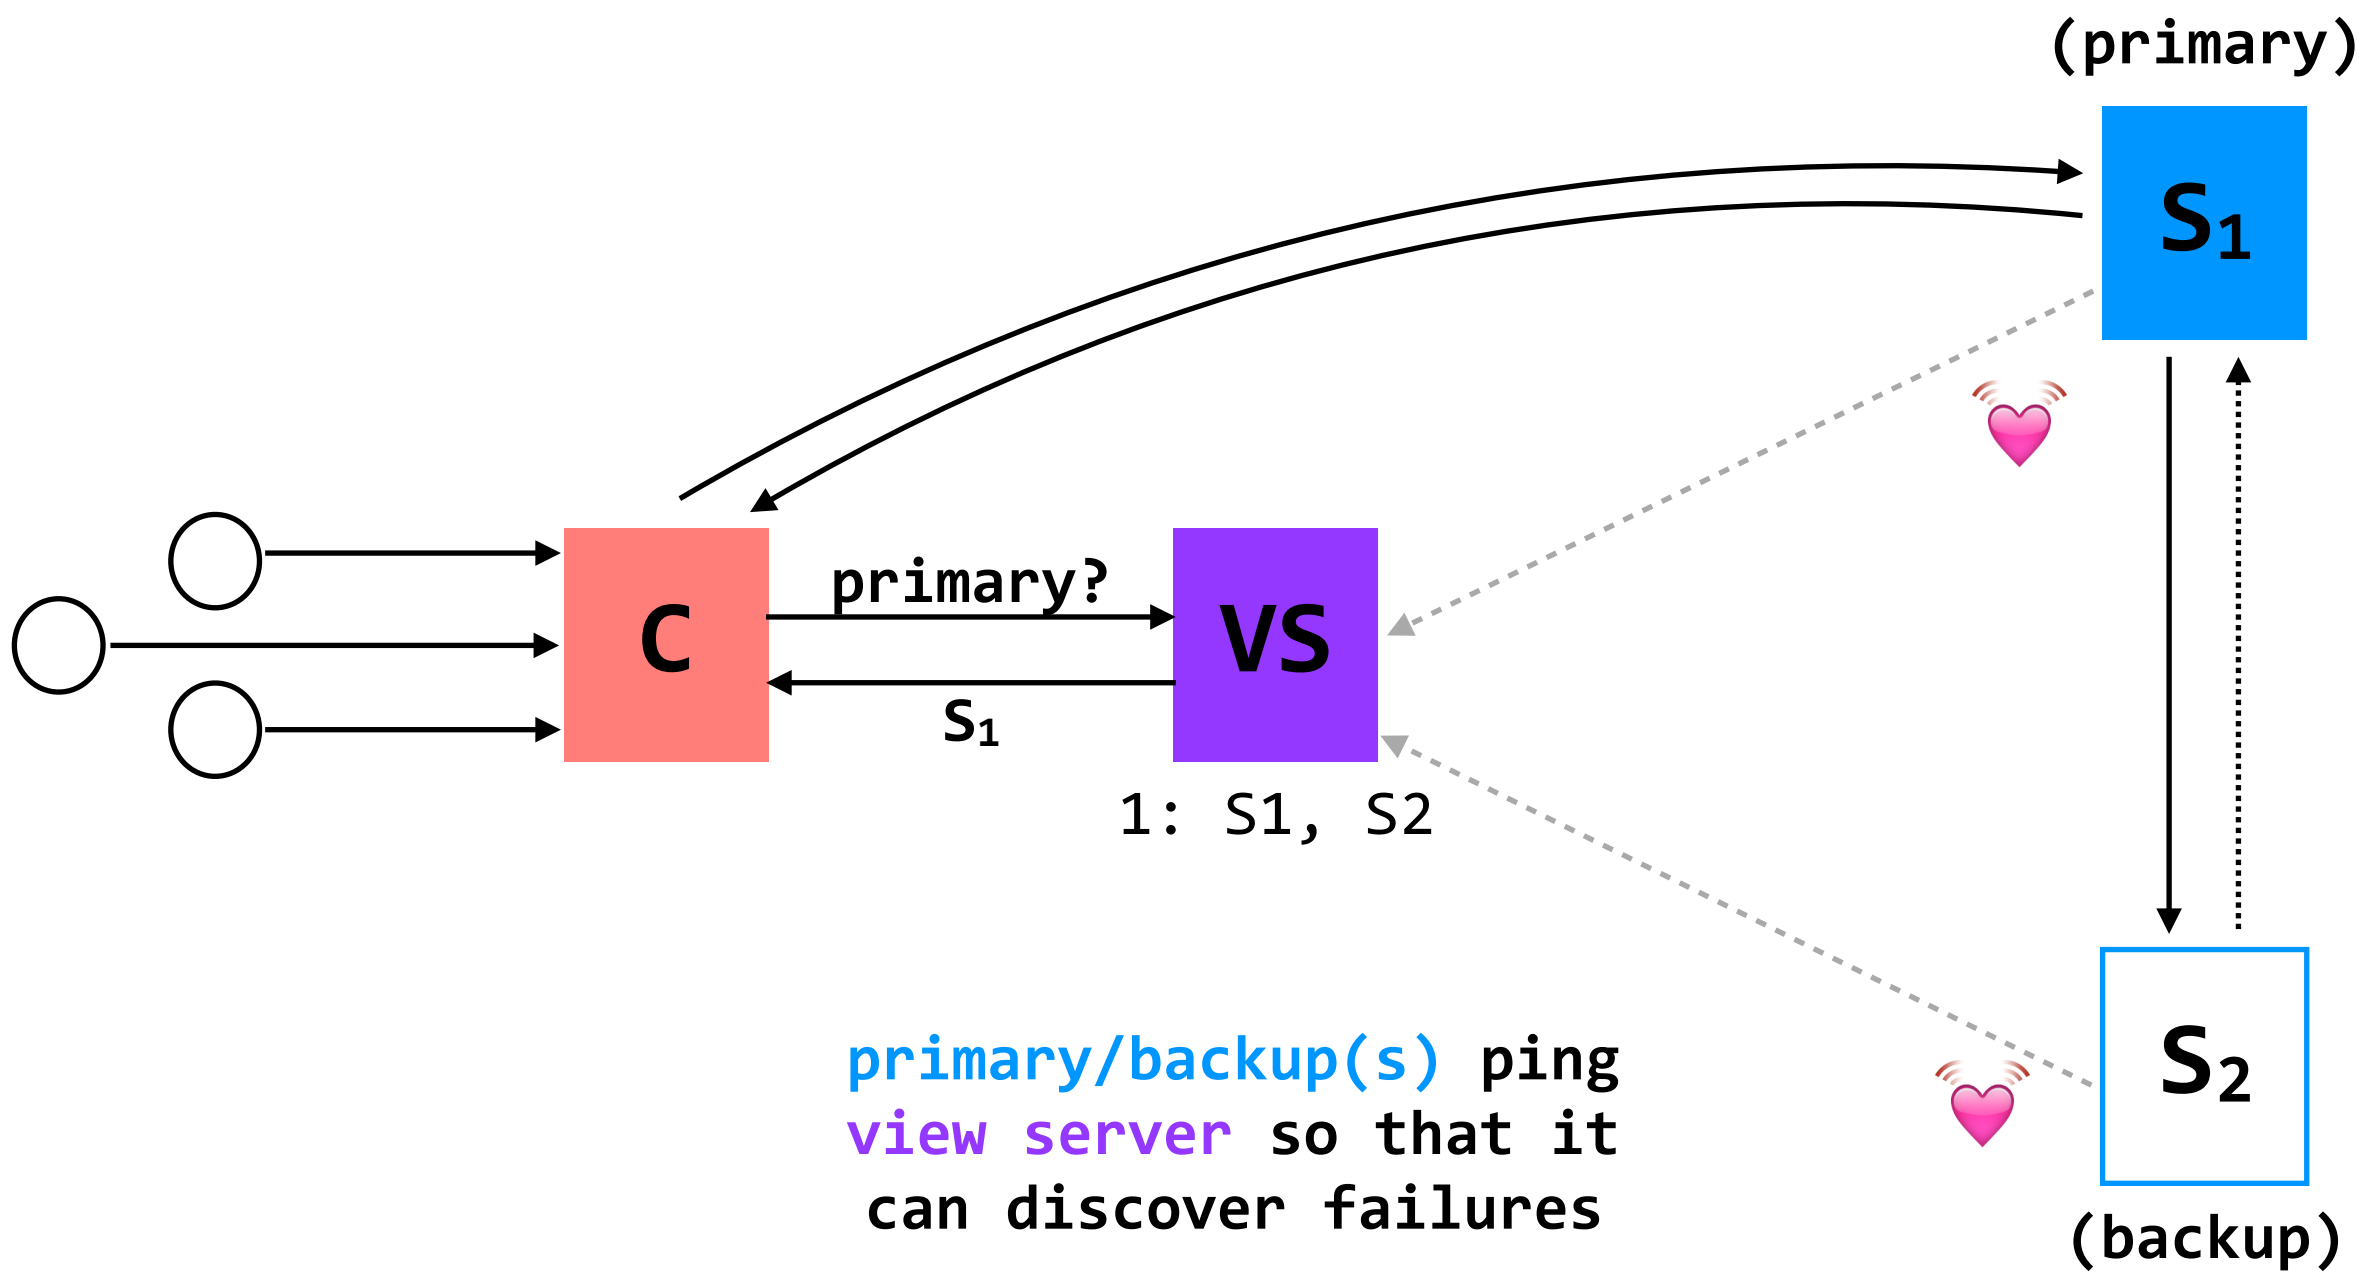 (primary)
S₁
primary?
C
VS
S₁
1: S1, S2
primary/backup(s) ping
view server so that it
can discover failures
S₂
(backup)